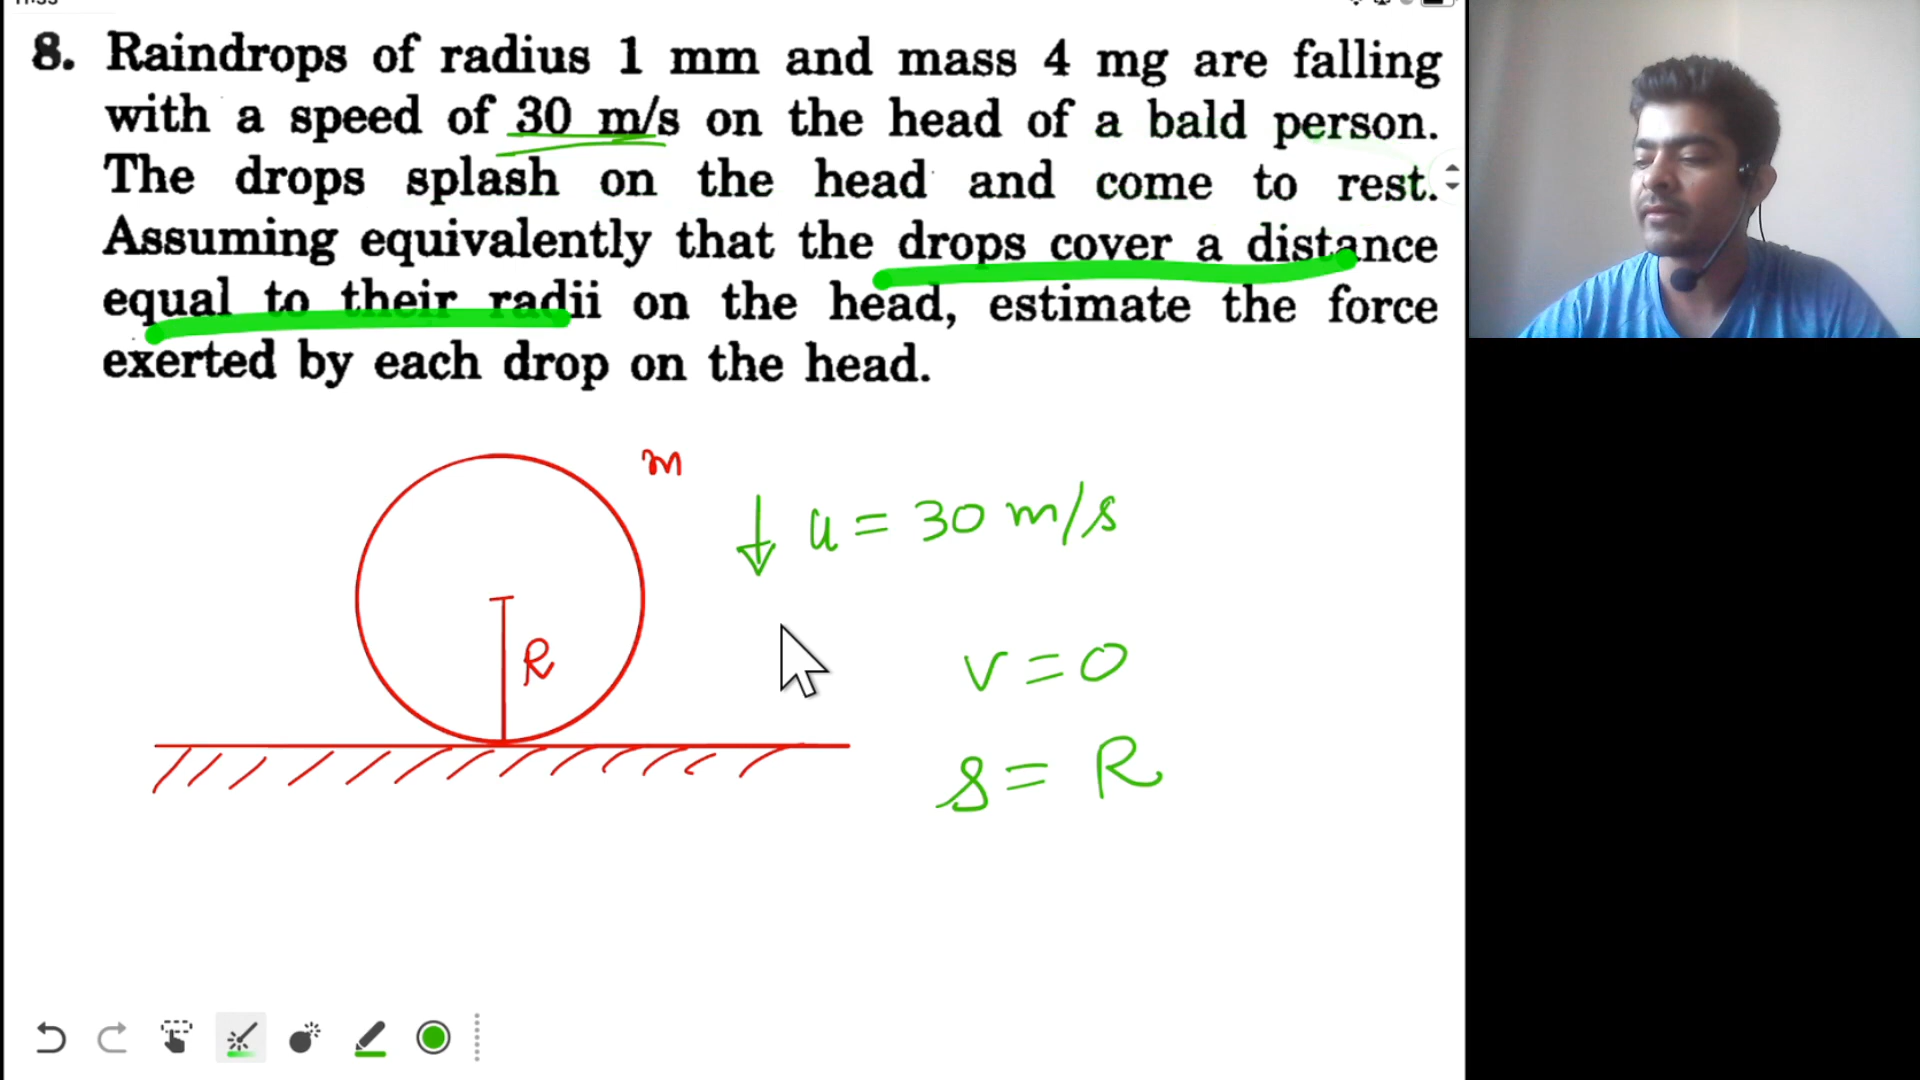 8. Raindrops of radius 1 mm and mass 4 mg are falling
with a speed of 30 m/s on the head of a bald person.
The drops splash on the head and come to rest.
Assuming equivalently that the drops cover a distance
equal to their radii on the head, estimate the force
exerted by each drop on the head.
m
↓ u = 30 m/s
R
v = 0
s = R